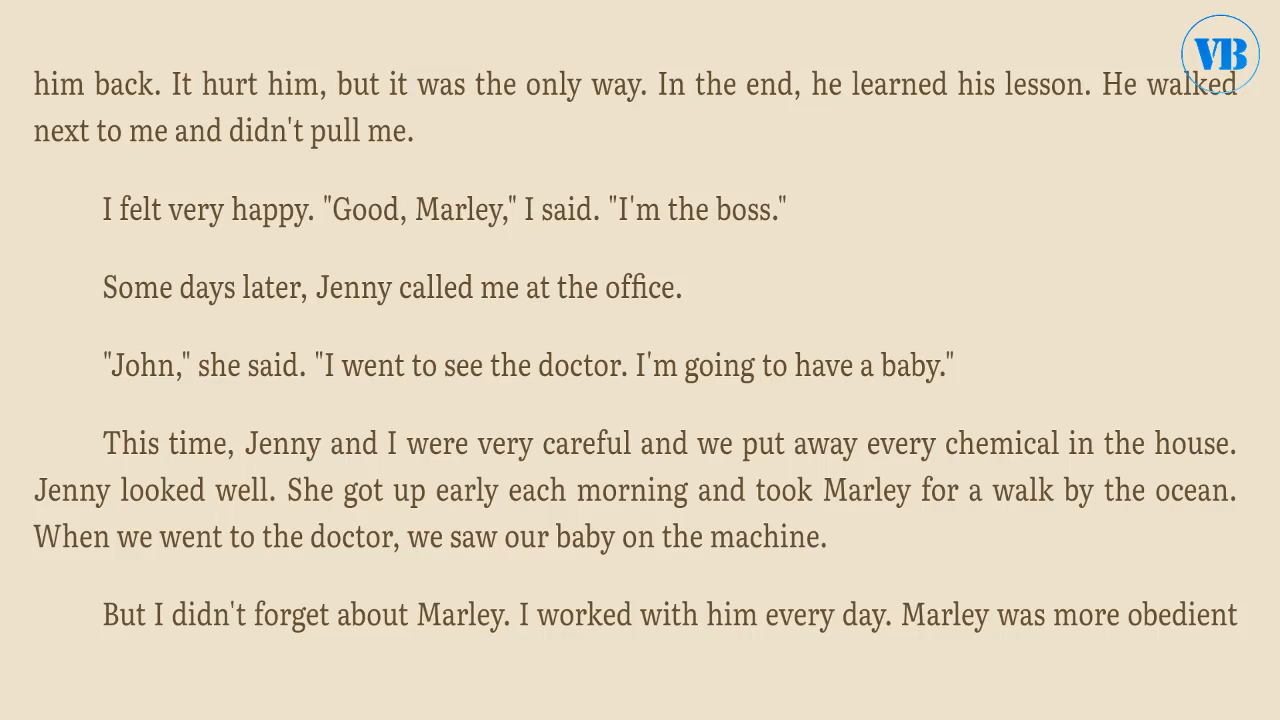 VB
him back. It hurt him, but it was the only way. In the end, he learned his lesson. He walked
next to me and didn't pull me.
I felt very happy. "Good, Marley," I said. "I'm the boss."
Some days later, Jenny called me at the office.
"John," she said. "I went to see the doctor. I'm going to have a baby."
This time, Jenny and I were very careful and we put away every chemical in the house.
Jenny looked well. She got up early each morning and took Marley for a walk by the ocean.
When we went to the doctor, we saw our baby on the machine.
But I didn't forget about Marley. I worked with him every day. Marley was more obedient